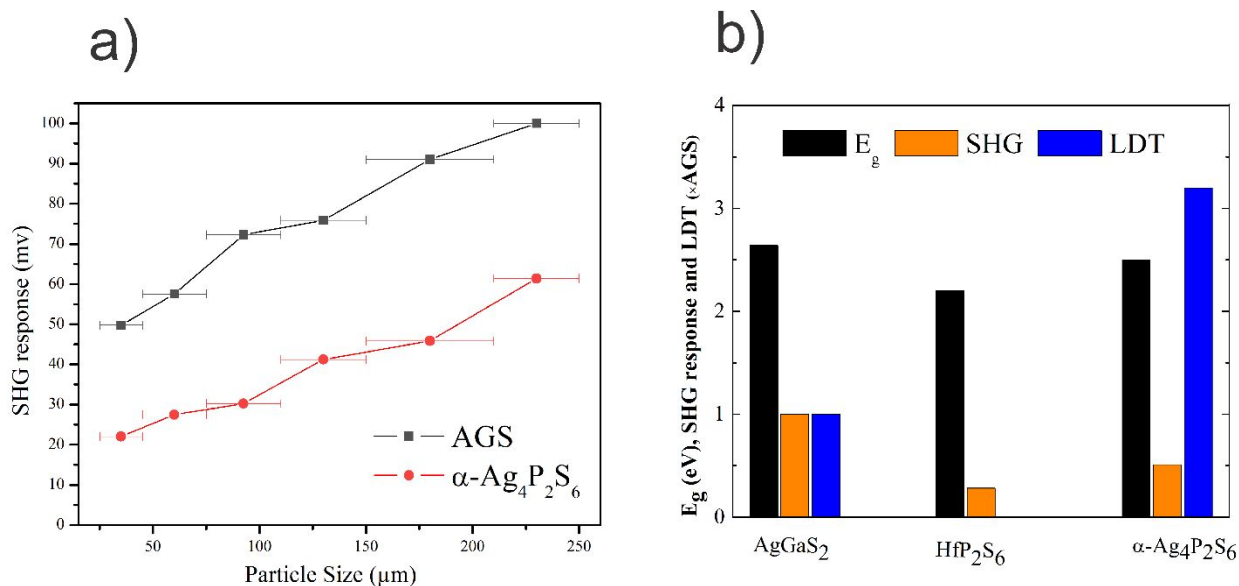 a)
100
90
80
70
60
50
40
30
20
10
0
SHG response (mv)
AGS
α-Ag₄P₂S₆
50 100 150 200 250
Particle Size (µm)
b)
4
3
2
1
0
E_g (eV), SHG response and LDT (×AGS)
E_g SHG LDT
AgGaS₂ HfP₂S₆ α-Ag₄P₂S₆